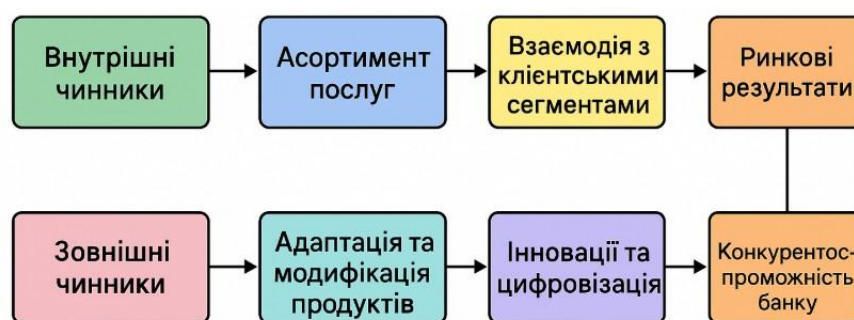 Внутрішні
чинники
Асортимент
послуг
Взаємодія з
клієнтськими
сегментами
Ринкові
результати
Зовнішні
чинники
Адаптація та
модифікація
продуктів
Інновації та
цифровізація
Конкурентос-
проможність
банку